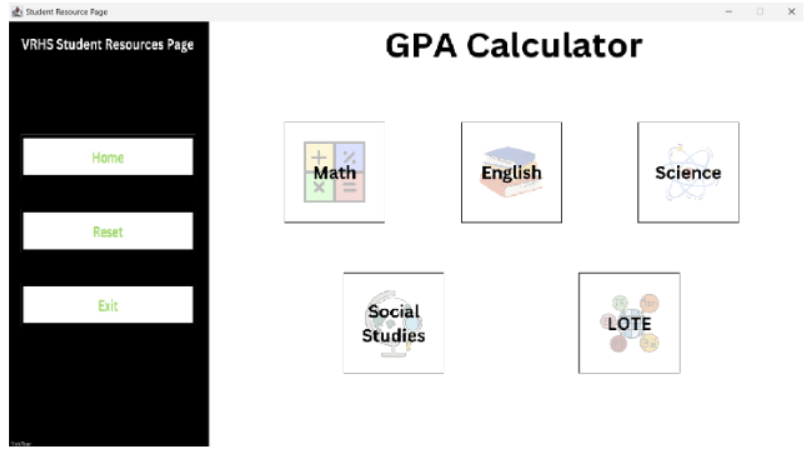 Student Resource Page
VRHS Student Resources Page
Home
Reset
Exit
GPA Calculator
Math
English
Science
Social
Studies
LOTE